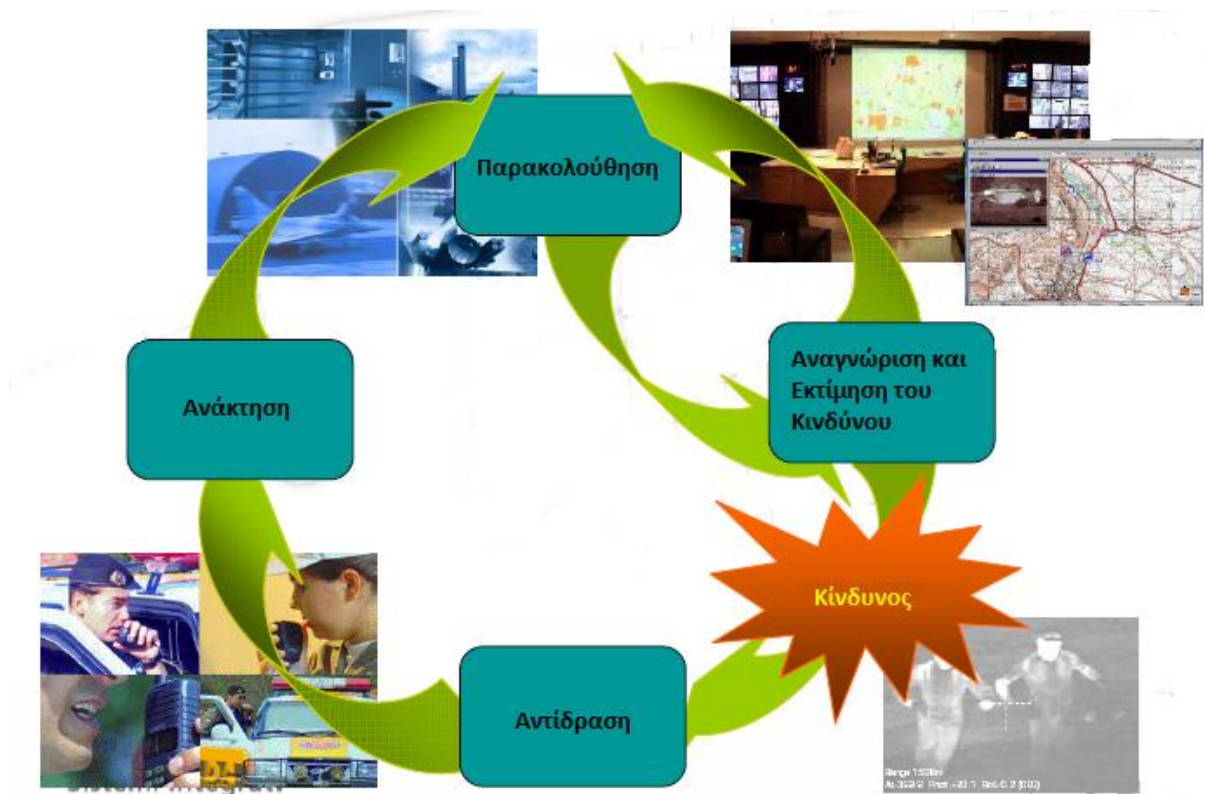 Παρακολούθηση
Αναγνώριση και
Εκτίμηση του
Κινδύνου
Ανάκτηση
Κίνδυνος
Αντίδραση